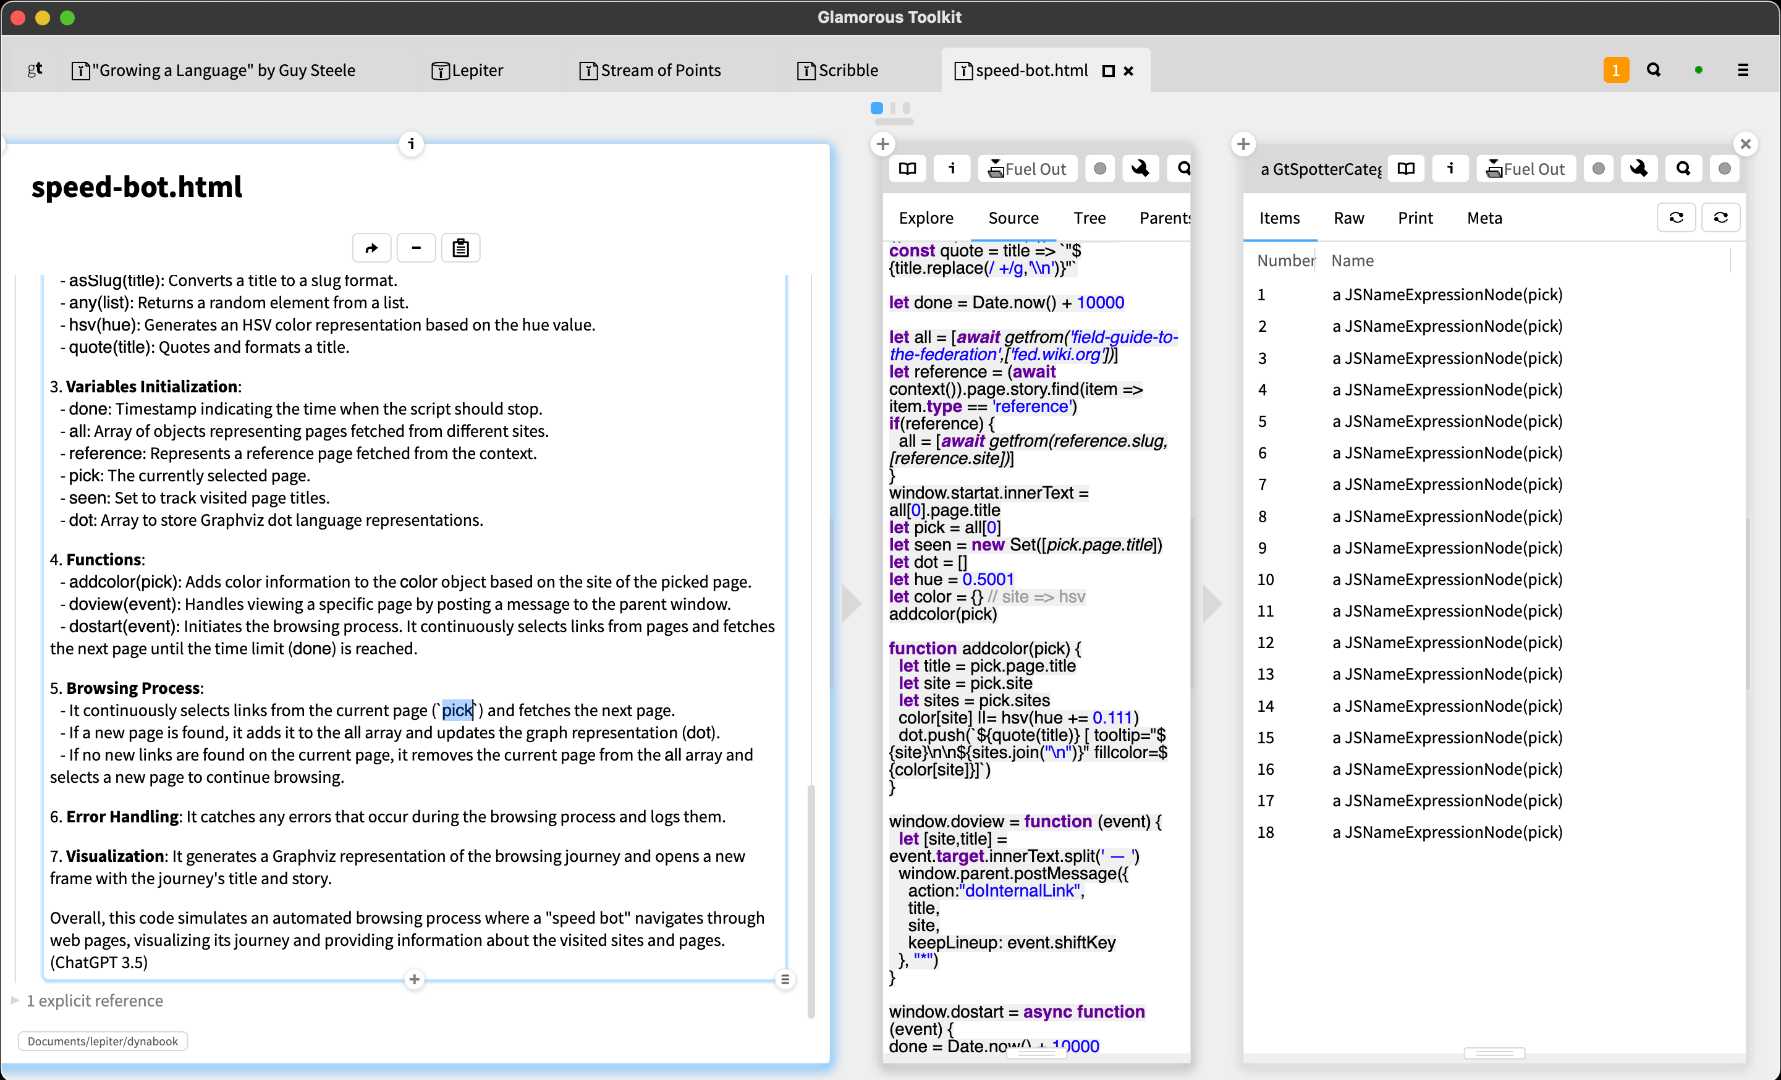 Glamorous Toolkit
gt
"Growing a Language" by Guy Steele
Lepiter
Stream of Points
Scribble
speed-bot.html
1
i
speed-bot.html
- asSlug(title): Converts a title to a slug format.
- any(list): Returns a random element from a list.
- hsv(hue): Generates an HSV color representation based on the hue value.
- quote(title): Quotes and formats a title.
3. Variables Initialization:
- done: Timestamp indicating the time when the script should stop.
- all: Array of objects representing pages fetched from different sites.
- reference: Represents a reference page fetched from the context.
- pick: The currently selected page.
- seen: Set to track visited page titles.
- dot: Array to store Graphviz dot language representations.
4. Functions:
- addcolor(pick): Adds color information to the color object based on the site of the picked page.
- doview(event): Handles viewing a specific page by posting a message to the parent window.
- dostart(event): Initiates the browsing process. It continuously selects links from pages and fetches
the next page until the time limit (done) is reached.
5. Browsing Process:
- It continuously selects links from the current page (`pick`) and fetches the next page.
- If a new page is found, it adds it to the all array and updates the graph representation (dot).
- If no new links are found on the current page, it removes the current page from the all array and
selects a new page to continue browsing.
6. Error Handling: It catches any errors that occur during the browsing process and logs them.
7. Visualization: It generates a Graphviz representation of the browsing journey and opens a new
frame with the journey's title and story.
Overall, this code simulates an automated browsing process where a "speed bot" navigates through
web pages, visualizing its journey and providing information about the visited sites and pages.
(ChatGPT 3.5)
1 explicit reference
Documents/lepiter/dynabook
i
Fuel Out
Explore
Source
Tree
Parents
const quote = title => `"$
{title.replace(/ +/g,'\\n')}"`
let done = Date.now() + 10000
let all = [await getfrom('field-guide-to-
the-federation',['fed.wiki.org'])]
let reference = (await
context()).page.story.find(item =>
item.type == 'reference')
if(reference) {
all = [await getfrom(reference.slug,
[reference.site])]
}
window.startat.innerText =
all[0].page.title
let pick = all[0]
let seen = new Set([pick.page.title])
let dot = []
let hue = 0.5001
let color = {} // site => hsv
addcolor(pick)
function addcolor(pick) {
let title = pick.page.title
let site = pick.site
let sites = pick.sites
color[site] ||= hsv(hue += 0.111)
dot.push(`${quote(title)} [ tooltip="$
{site}\n\n${sites.join("\n")}" fillcolor=$
{color[site]}]`)
}
window.doview = function (event) {
let [site,title] =
event.target.innerText.split(' — ')
window.parent.postMessage({
action:"doInternalLink",
title,
site,
keepLineup: event.shiftKey
}, "*")
}
window.dostart = async function
(event) {
done = Date.now() + 10000
a GtSpotterCateg
i
Fuel Out
Items
Raw
Print
Meta
Number Name
1 a JSNameExpressionNode(pick)
2 a JSNameExpressionNode(pick)
3 a JSNameExpressionNode(pick)
4 a JSNameExpressionNode(pick)
5 a JSNameExpressionNode(pick)
6 a JSNameExpressionNode(pick)
7 a JSNameExpressionNode(pick)
8 a JSNameExpressionNode(pick)
9 a JSNameExpressionNode(pick)
10 a JSNameExpressionNode(pick)
11 a JSNameExpressionNode(pick)
12 a JSNameExpressionNode(pick)
13 a JSNameExpressionNode(pick)
14 a JSNameExpressionNode(pick)
15 a JSNameExpressionNode(pick)
16 a JSNameExpressionNode(pick)
17 a JSNameExpressionNode(pick)
18 a JSNameExpressionNode(pick)